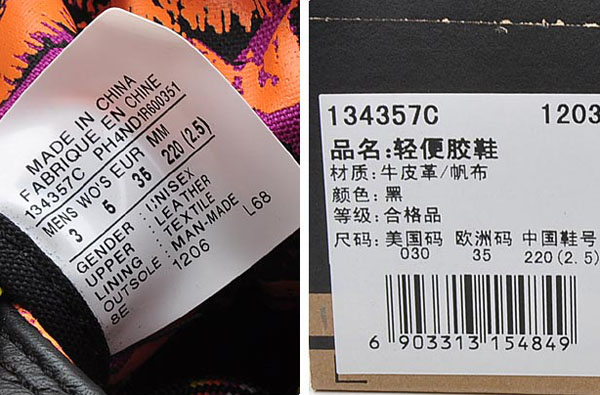 MADE IN CHINA
FABRIQUE EN CHINE
134357C PH4ND/R600351
MENS WO'S EUR MM
3 5 35 220 (2.5)
GENDER : UNISEX
UPPER : LEATHER
LINING : TEXTILE
OUTSOLE : MAN-MADE
8E 1206 L68
134357C 1203
品名:轻便胶鞋
材质:牛皮革/帆布
颜色:黑
等级:合格品
尺码:美国码 欧洲码 中国鞋号
030 35 220(2.5)
6 903313 154849